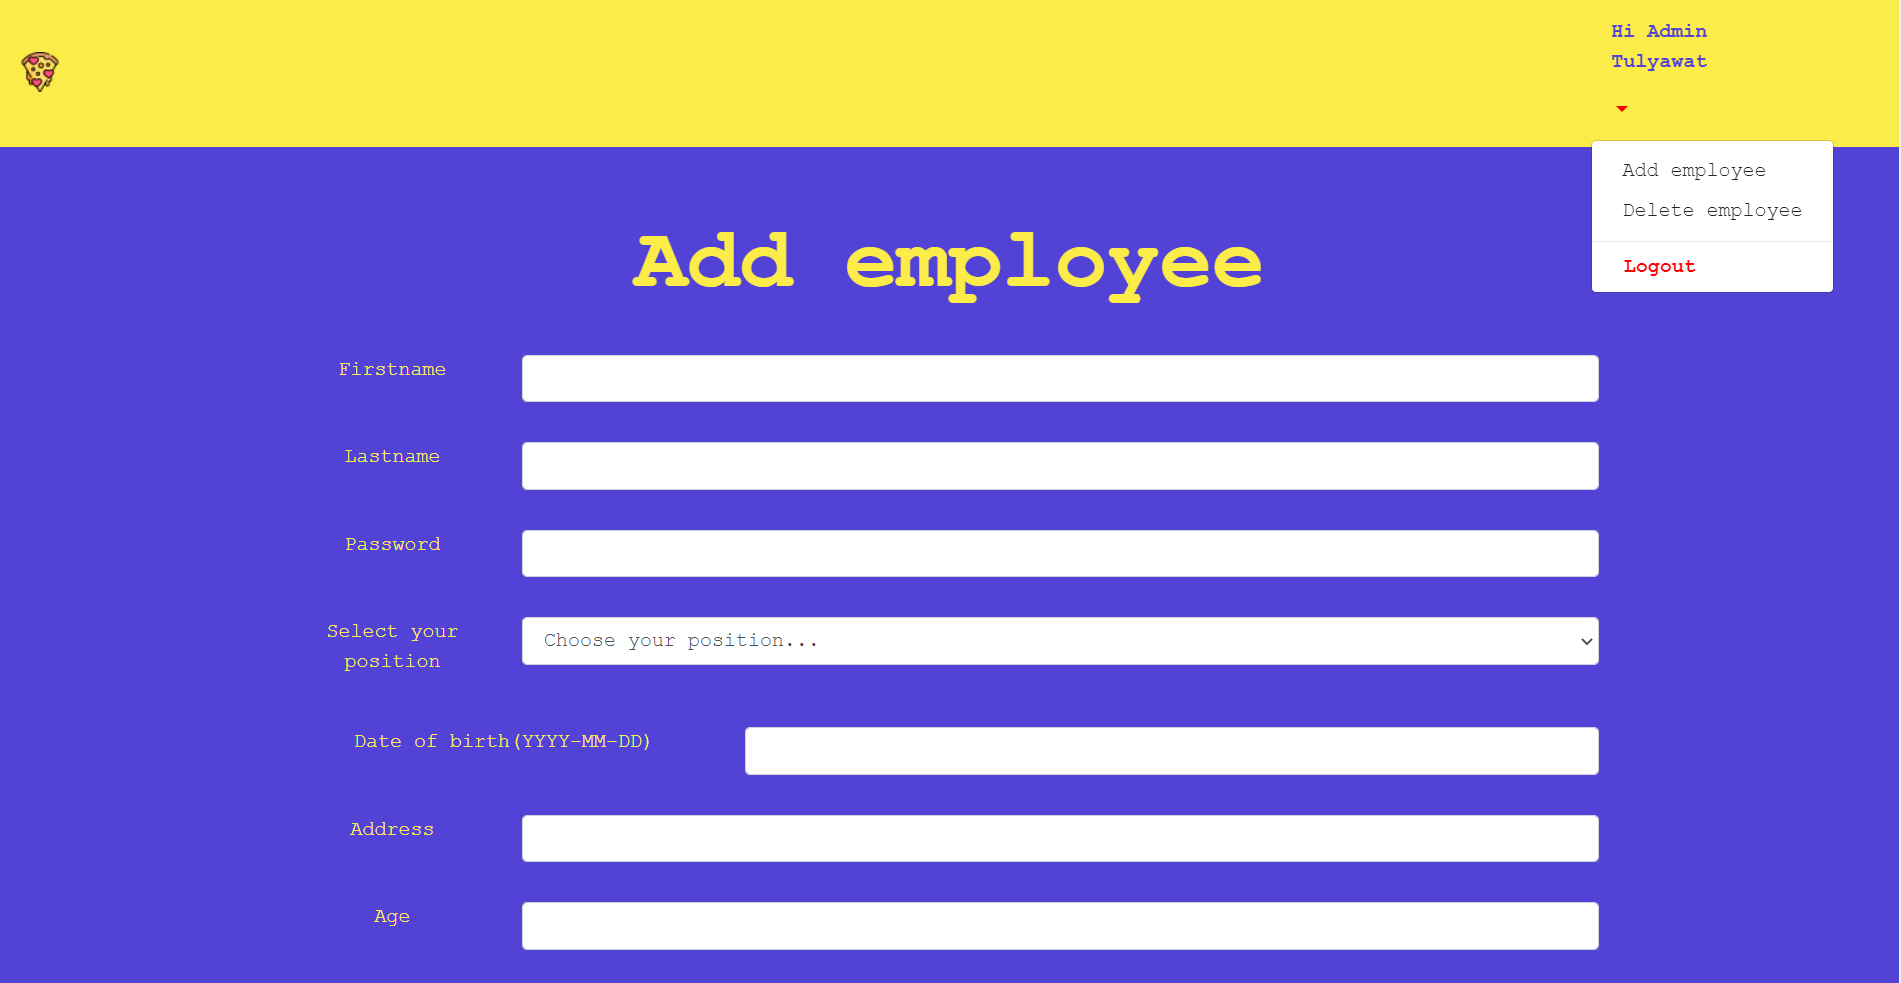 Hi Admin
Tulyawat
Add employee
Delete employee
Logout
Add employee
Firstname
Lastname
Password
Select your
position
Choose your position...
Date of birth(YYYY-MM-DD)
Address
Age